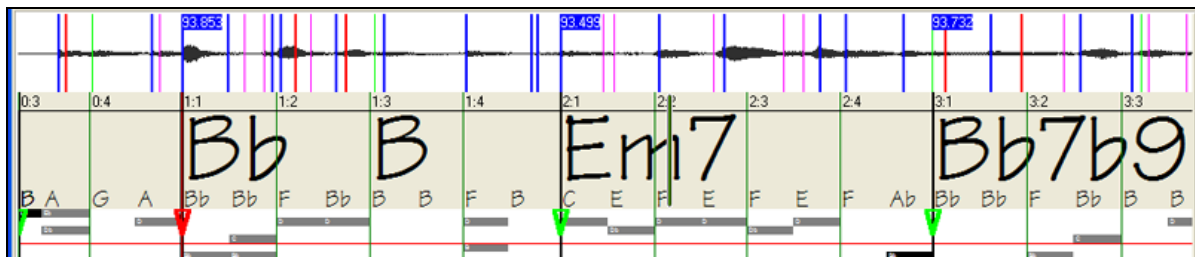 93.853 93.499 93.732
0:3 0:4 1:1 1:2 1:3 1:4 2:1 2:2 2:3 2:4 3:1 3:2 3:3
Bb B Em7 Bb7b9
B A G A Bb Bb F Bb B B F B C E F E F E F Ab Bb Bb F Bb B B